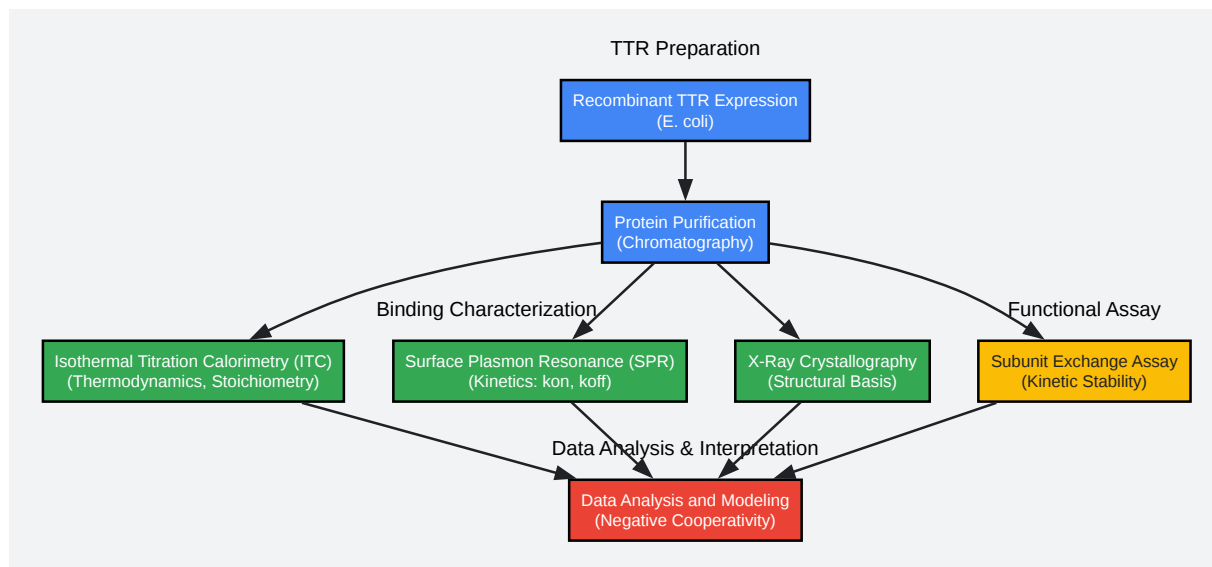 TTR Preparation
Recombinant TTR Expression
(E. coli)
Protein Purification
(Chromatography)
Binding Characterization
Functional Assay
Isothermal Titration Calorimetry (ITC)
(Thermodynamics, Stoichiometry)
Surface Plasmon Resonance (SPR)
(Kinetics: kon, koff)
X-Ray Crystallography
(Structural Basis)
Subunit Exchange Assay
(Kinetic Stability)
Data Analysis & Interpretation
Data Analysis and Modeling
(Negative Cooperativity)